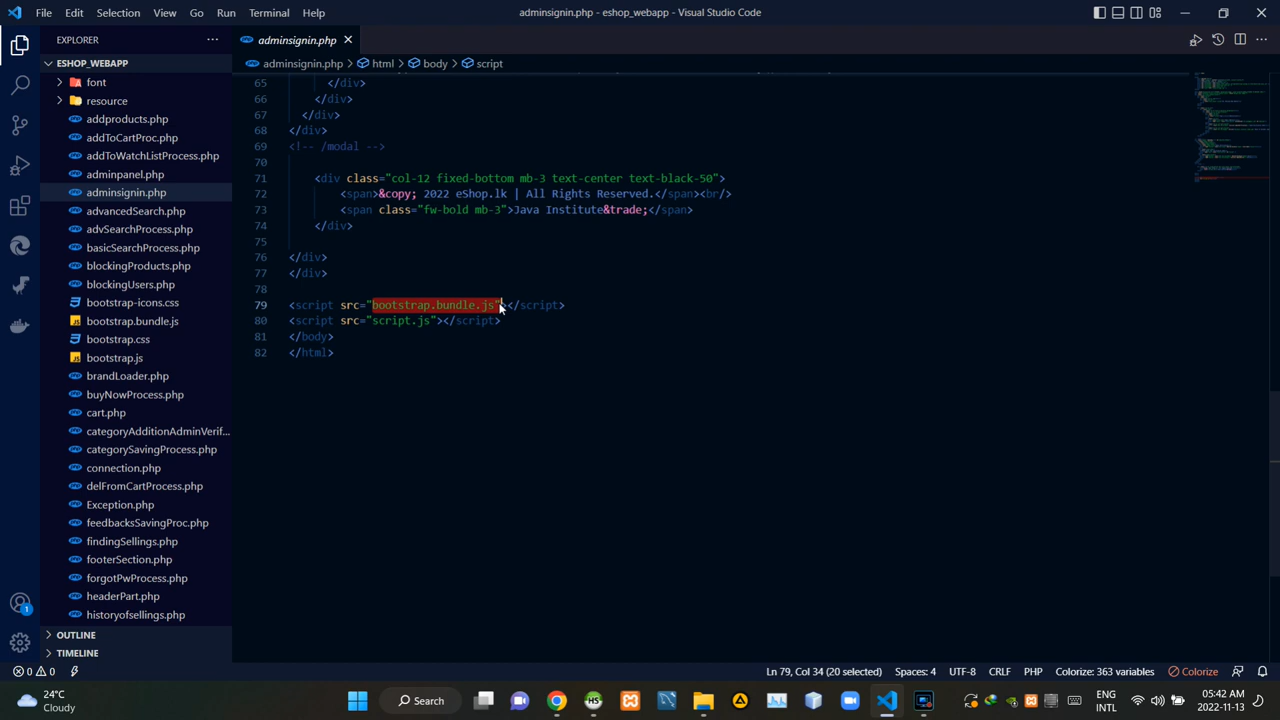 File Edit Selection View Go Run Terminal Help
adminsignin.php - eshop_webapp - Visual Studio Code
EXPLORER
ESHOP_WEBAPP
font
resource
addproducts.php
addToCartProc.php
addToWatchListProcess.php
adminpanel.php
adminsignin.php
advancedSearch.php
advSearchProcess.php
basicSearchProcess.php
blockingProducts.php
blockingUsers.php
bootstrap-icons.css
bootstrap.bundle.js
bootstrap.css
bootstrap.js
brandLoader.php
buyNowProcess.php
cart.php
categoryAdditionAdminVerif...
categorySavingProcess.php
connection.php
delFromCartProcess.php
Exception.php
feedbacksSavingProc.php
findingSellings.php
footerSection.php
forgotPwProcess.php
headerPart.php
historyofsellings.php
OUTLINE
TIMELINE
adminsignin.php
adminsignin.php > html > body > script
65 </div>
66 </div>
67 </div>
68 </div>
69 <!-- /modal -->
70
71 <div class="col-12 fixed-bottom mb-3 text-center text-black-50">
72 <span>&copy; 2022 eShop.lk | All Rights Reserved.</span><br/>
73 <span class="fw-bold mb-3">Java Institute&trade;</span>
74 </div>
75
76 </div>
77 </div>
78
79 <script src="bootstrap.bundle.js"></script>
80 <script src="script.js"></script>
81 </body>
82 </html>
1
0 0
Ln 79, Col 34 (20 selected) Spaces: 4 UTF-8 CRLF PHP Colorize: 363 variables Colorize
24°C
Cloudy
Search
ENG
INTL
05:42 AM
2022-11-13